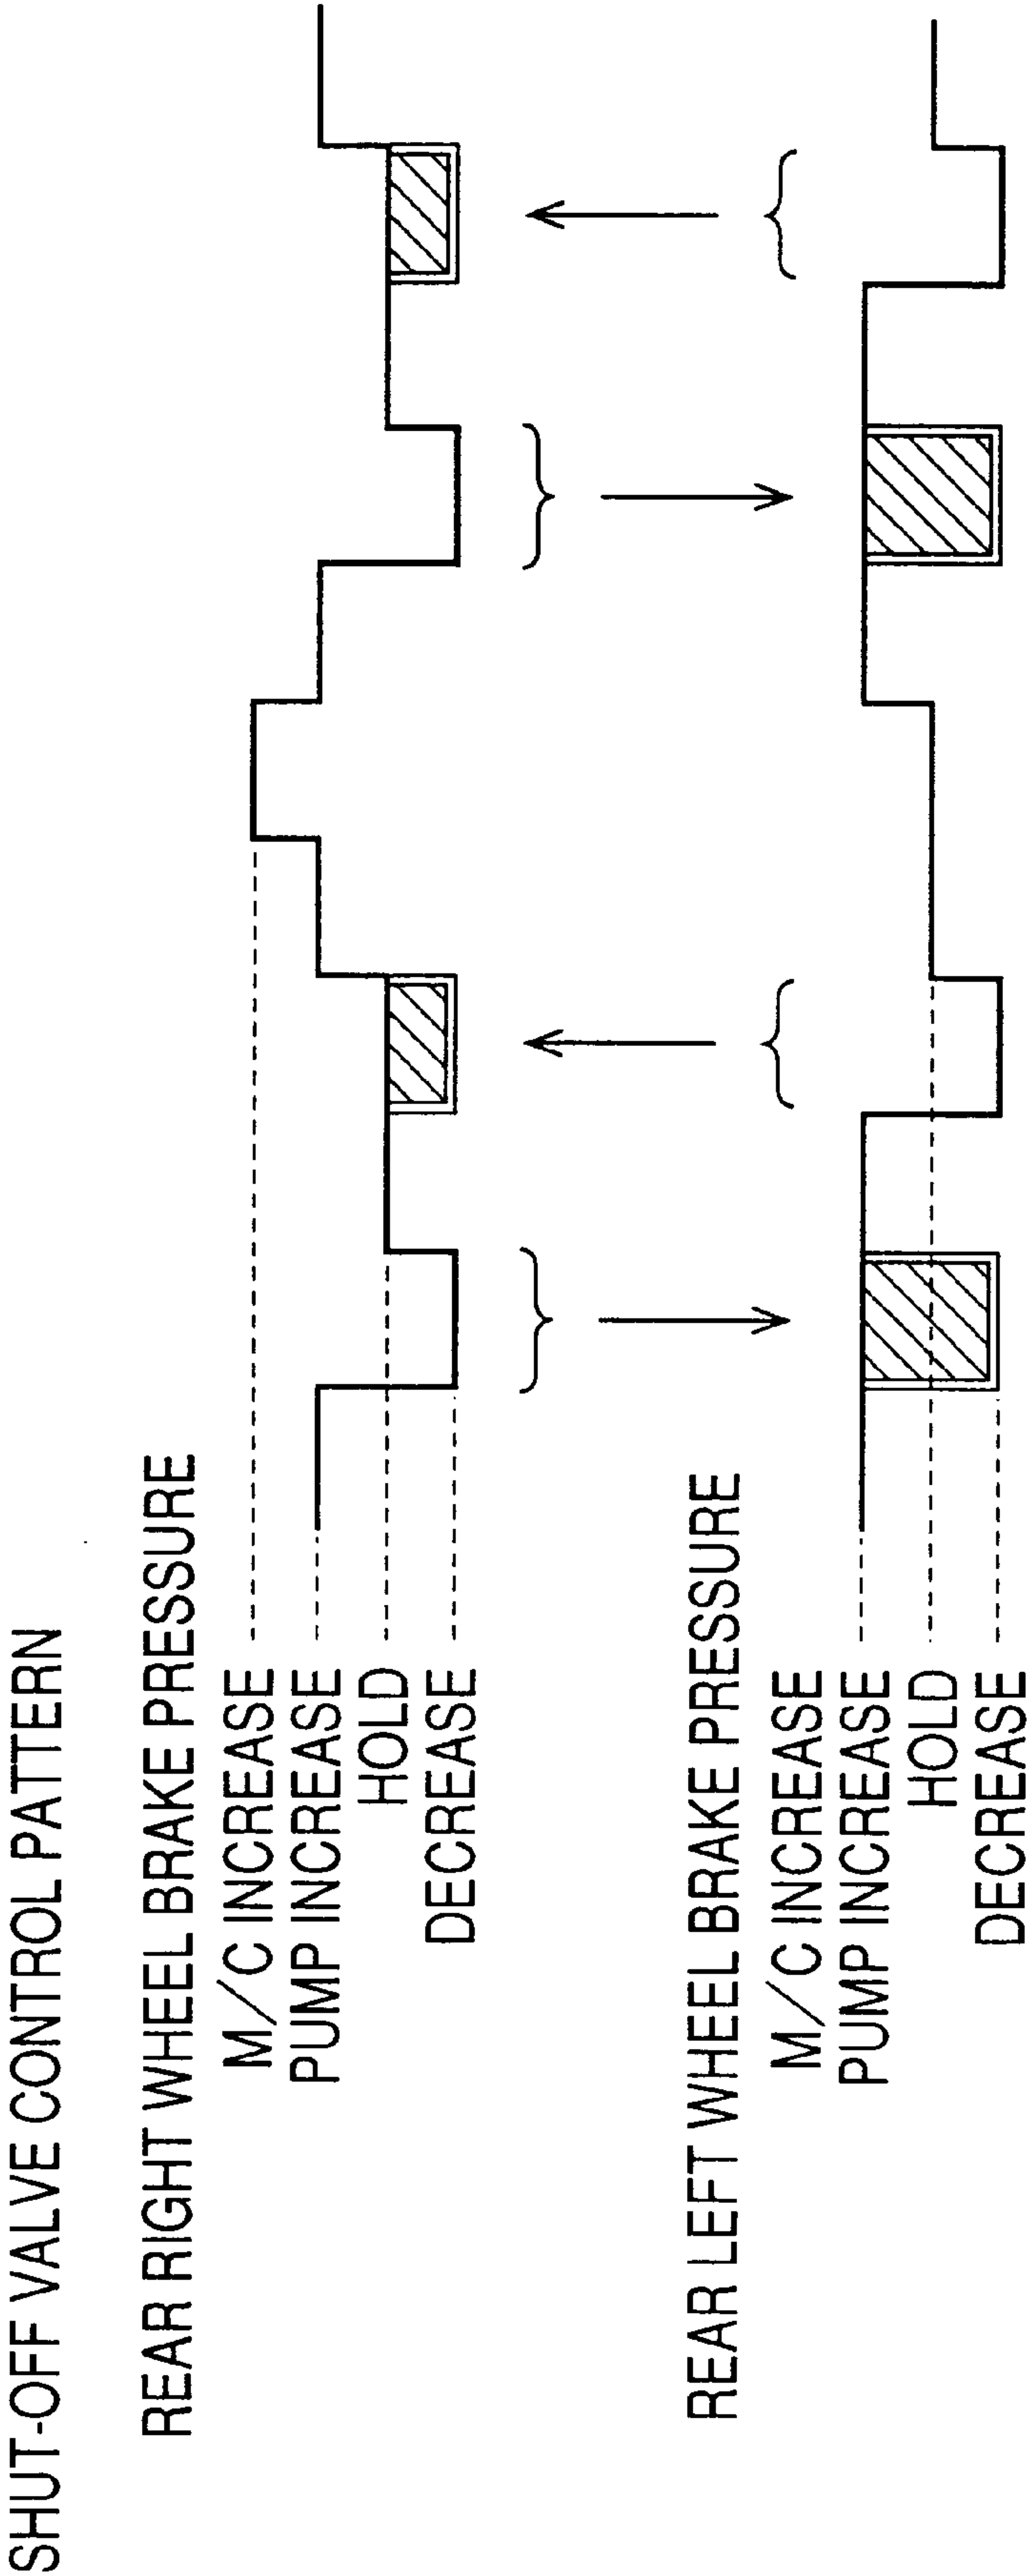 SHUT-OFF VALVE CONTROL PATTERN
REAR RIGHT WHEEL BRAKE PRESSURE
M/C INCREASE
PUMP INCREASE
HOLD
DECREASE
REAR LEFT WHEEL BRAKE PRESSURE
M/C INCREASE
PUMP INCREASE
HOLD
DECREASE